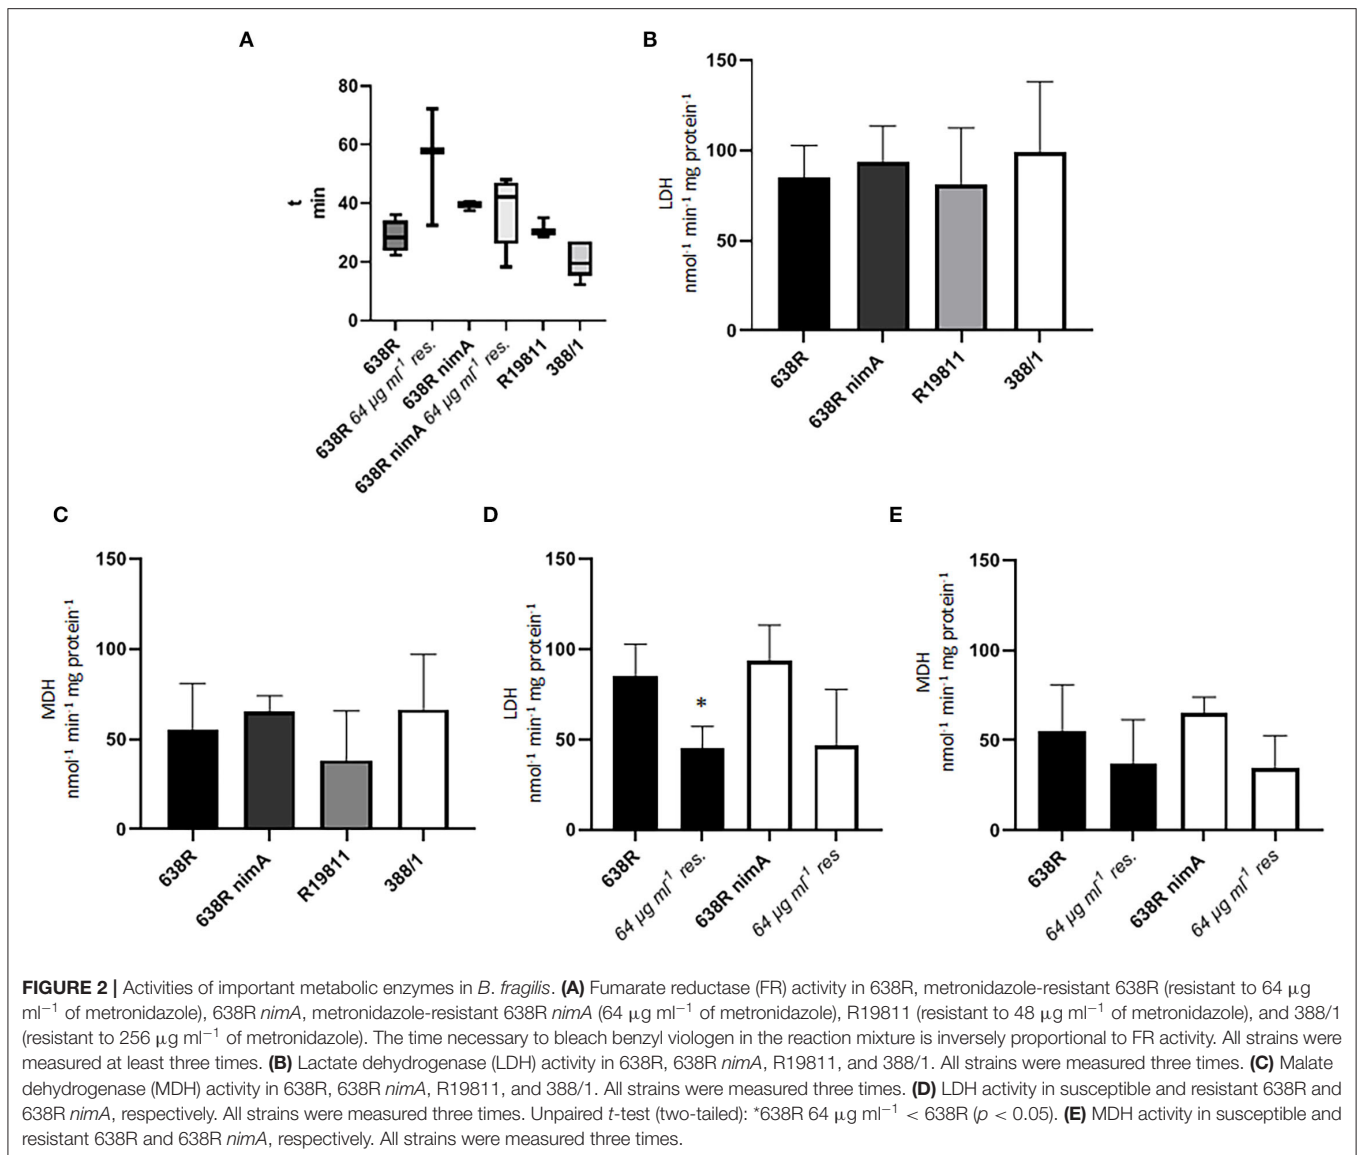 A
80
60
40
20
0
t
min
638R
638R 64 µg ml⁻¹ res.
638R nimA
638R nimA 64 µg ml⁻¹ res.
R19811
388/1
B
150
100
50
0
LDH
nmol⁻¹ min⁻¹ mg protein⁻¹
638R
638R nimA
R19811
388/1
C
150
100
50
0
MDH
nmol⁻¹ min⁻¹ mg protein⁻¹
638R
638R nimA
R19811
388/1
D
150
100
50
0
LDH
nmol⁻¹ min⁻¹ mg protein⁻¹
*
638R
64 µg ml⁻¹ res.
638R nimA
64 µg ml⁻¹ res
E
150
100
50
0
MDH
nmol⁻¹ min⁻¹ mg protein⁻¹
638R
64 µg ml⁻¹ res.
638R nimA
64 µg ml⁻¹ res
FIGURE 2 | Activities of important metabolic enzymes in B. fragilis. (A) Fumarate reductase (FR) activity in 638R, metronidazole-resistant 638R (resistant to 64 µg
ml⁻¹ of metronidazole), 638R nimA, metronidazole-resistant 638R nimA (64 µg ml⁻¹ of metronidazole), R19811 (resistant to 48 µg ml⁻¹ of metronidazole), and 388/1
(resistant to 256 µg ml⁻¹ of metronidazole). The time necessary to bleach benzyl viologen in the reaction mixture is inversely proportional to FR activity. All strains were
measured at least three times. (B) Lactate dehydrogenase (LDH) activity in 638R, 638R nimA, R19811, and 388/1. All strains were measured three times. (C) Malate
dehydrogenase (MDH) activity in 638R, 638R nimA, R19811, and 388/1. All strains were measured three times. (D) LDH activity in susceptible and resistant 638R and
638R nimA, respectively. All strains were measured three times. Unpaired t-test (two-tailed): *638R 64 µg ml⁻¹ < 638R (p < 0.05). (E) MDH activity in susceptible and
resistant 638R and 638R nimA, respectively. All strains were measured three times.